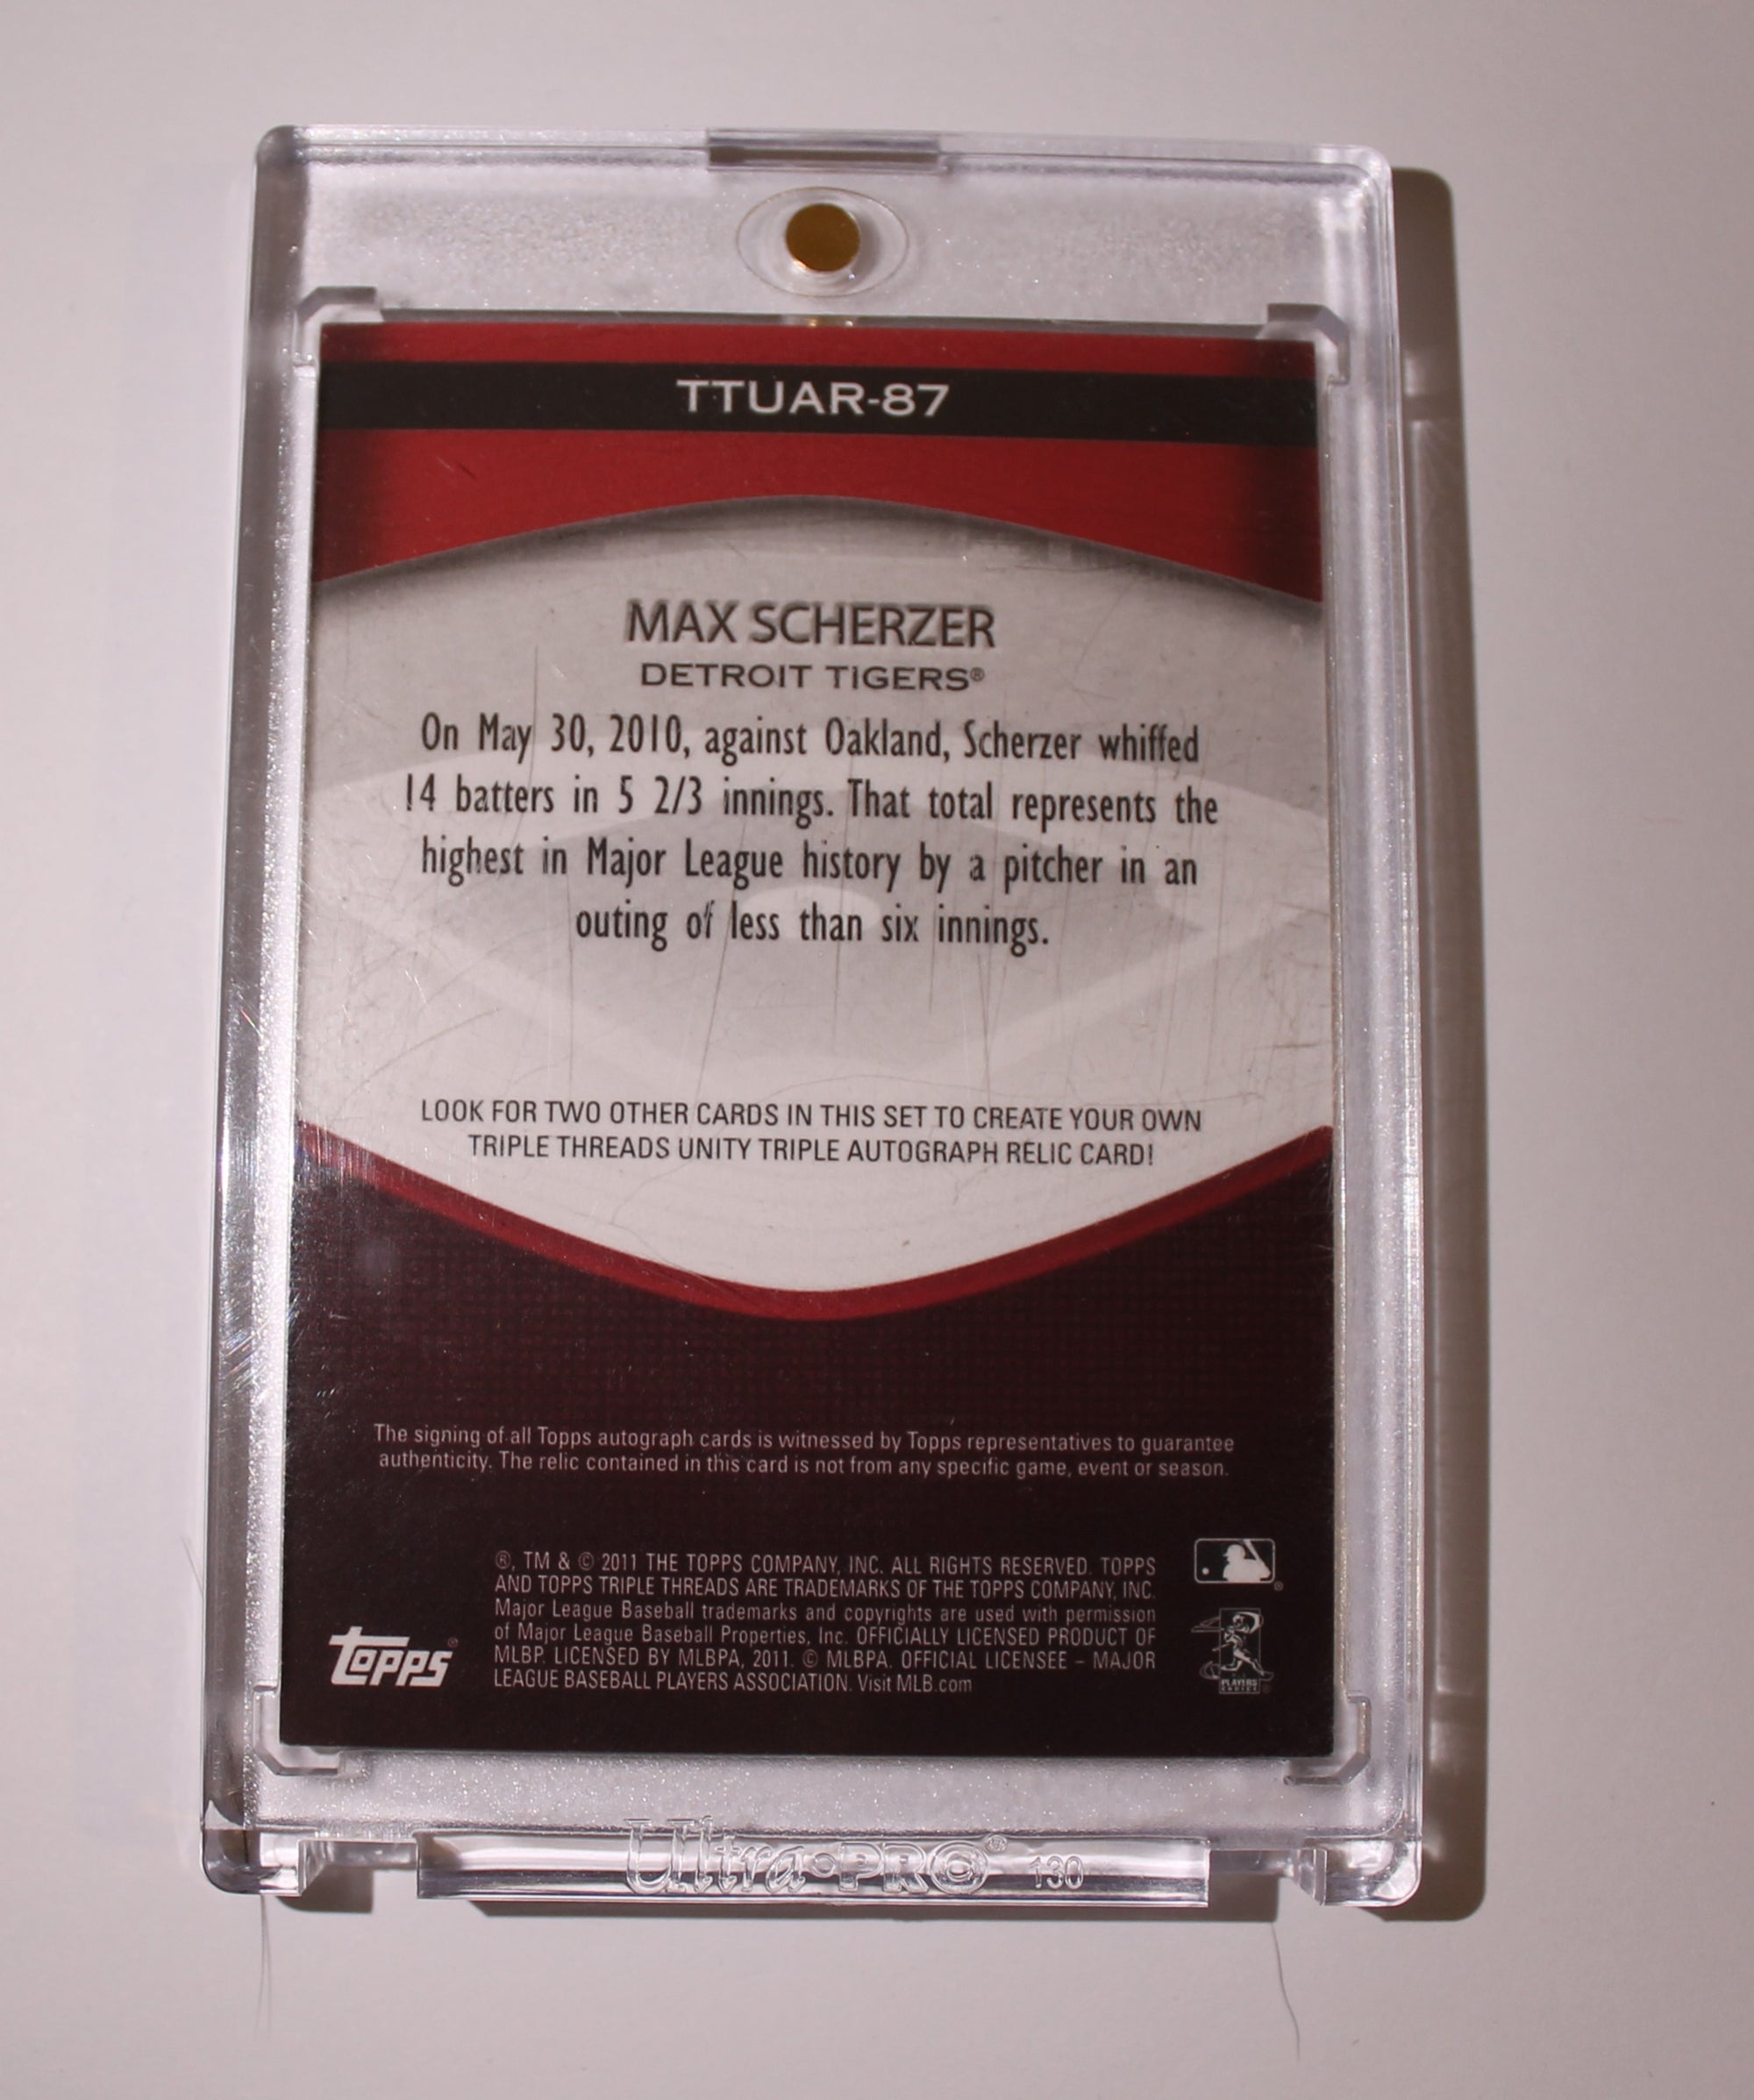 TTUAR-87
MAX SCHERZER
DETROIT TIGERS®
On May 30, 2010, against Oakland, Scherzer whiffed
14 batters in 5 2/3 innings. That total represents the
highest in Major League history by a pitcher in an
outing of less than six innings.
LOOK FOR TWO OTHER CARDS IN THIS SET TO CREATE YOUR OWN
TRIPLE THREADS UNITY TRIPLE AUTOGRAPH RELIC CARD!
The signing of all Topps autograph cards is witnessed by Topps representatives to guarantee
authenticity. The relic contained in this card is not from any specific game, event or season.
®, TM & © 2011 THE TOPPS COMPANY, INC. ALL RIGHTS RESERVED. TOPPS
AND TOPPS TRIPLE THREADS ARE TRADEMARKS OF THE TOPPS COMPANY, INC.
Major League Baseball trademarks and copyrights are used with permission
of Major League Baseball Properties, Inc. OFFICIALLY LICENSED PRODUCT OF
MLBP. LICENSED BY MLBPA, 2011. © MLBPA. OFFICIAL LICENSEE – MAJOR
LEAGUE BASEBALL PLAYERS ASSOCIATION. Visit MLB.com
Topps®
PLAYERS
CHOICE®
Ultra·PRO® 130